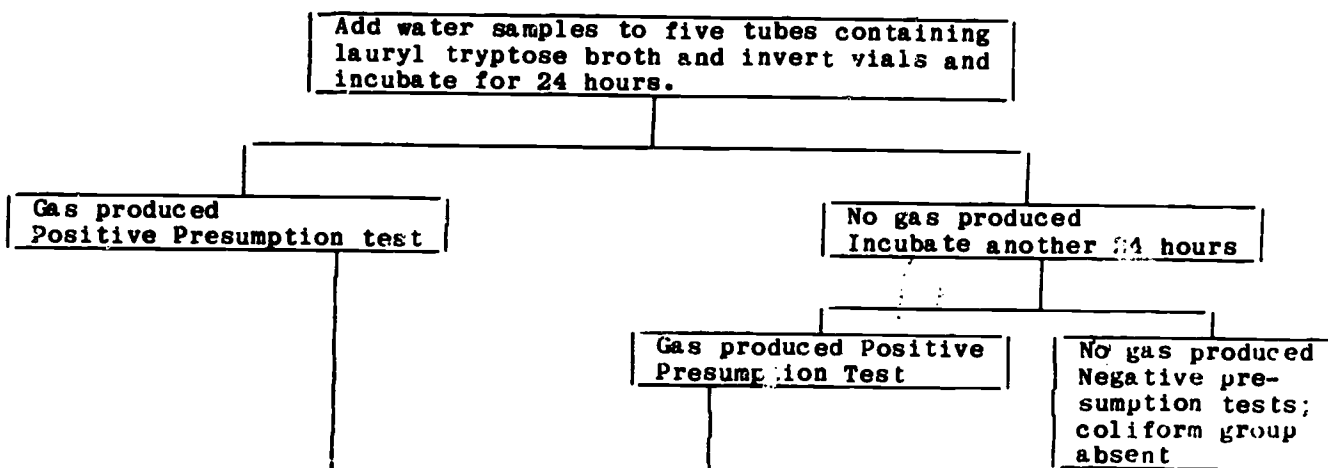 Add water samples to five tubes containing
lauryl tryptose broth and invert vials and
incubate for 24 hours.
Gas produced
Positive Presumption test
No gas produced
Incubate another 24 hours
Gas produced Positive
Presumption Test
No gas produced
Negative pre-
sumption tests;
coliform group
absent